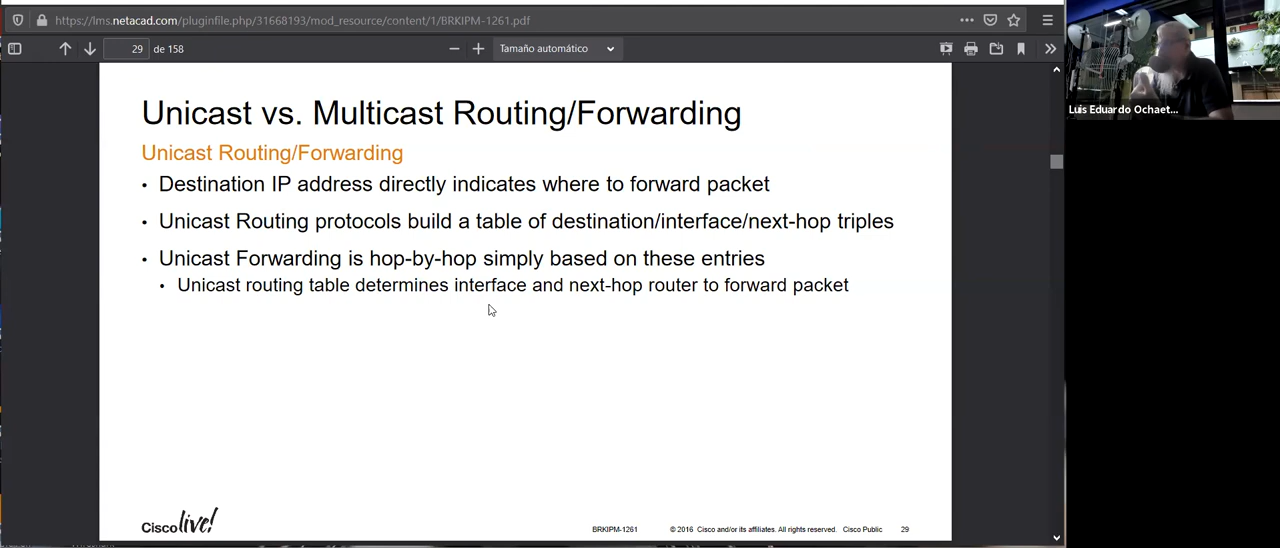 https://lms.netacad.com/pluginfile.php/31668193/mod_resource/content/1/BRKIPM-1261.pdf
29 de 158
Tamaño automático
Luis Eduardo Ochaet...
Unicast vs. Multicast Routing/Forwarding
Unicast Routing/Forwarding
• Destination IP address directly indicates where to forward packet
• Unicast Routing protocols build a table of destination/interface/next-hop triples
• Unicast Forwarding is hop-by-hop simply based on these entries
• Unicast routing table determines interface and next-hop router to forward packet
Cisco live!
BRKIPM-1261 © 2016 Cisco and/or its affiliates. All rights reserved. Cisco Public 29